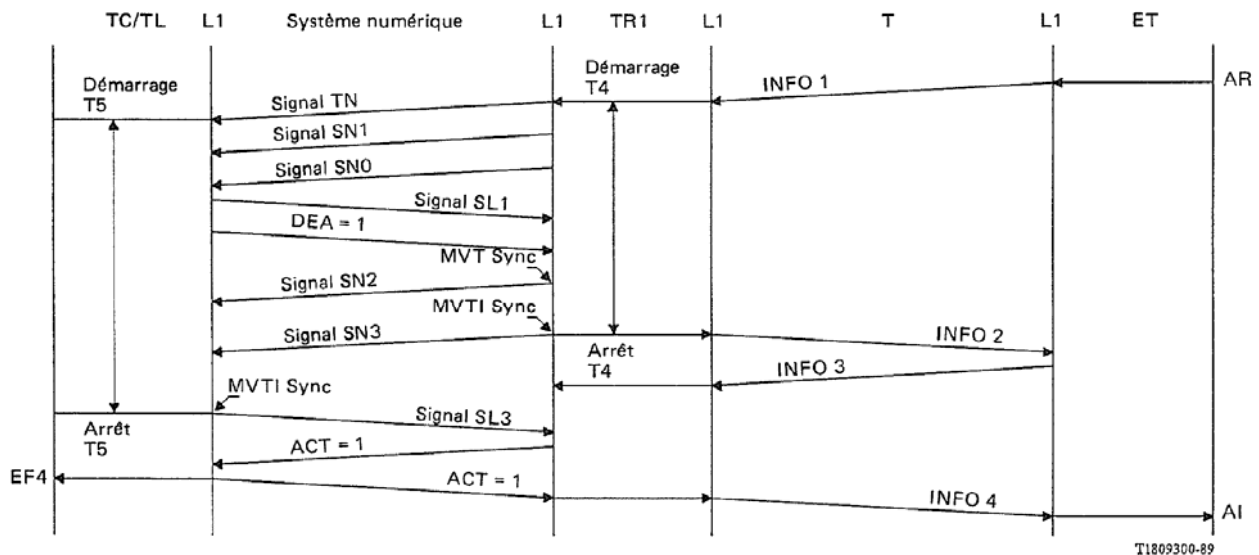 TC/TL L1 Système numérique L1 TR1 L1 T L1 ET
Démarrage
T5
Démarrage
T4
INFO 1
AR
Signal TN
Signal SN1
Signal SN0
Signal SL1
DEA = 1
MVT Sync
Signal SN2
MVTI Sync
Signal SN3
INFO 2
Arrêt
T4
INFO 3
MVTI Sync
Signal SL3
Arrêt
T5
ACT = 1
EF4
ACT = 1
INFO 4
AI
T1809300-89